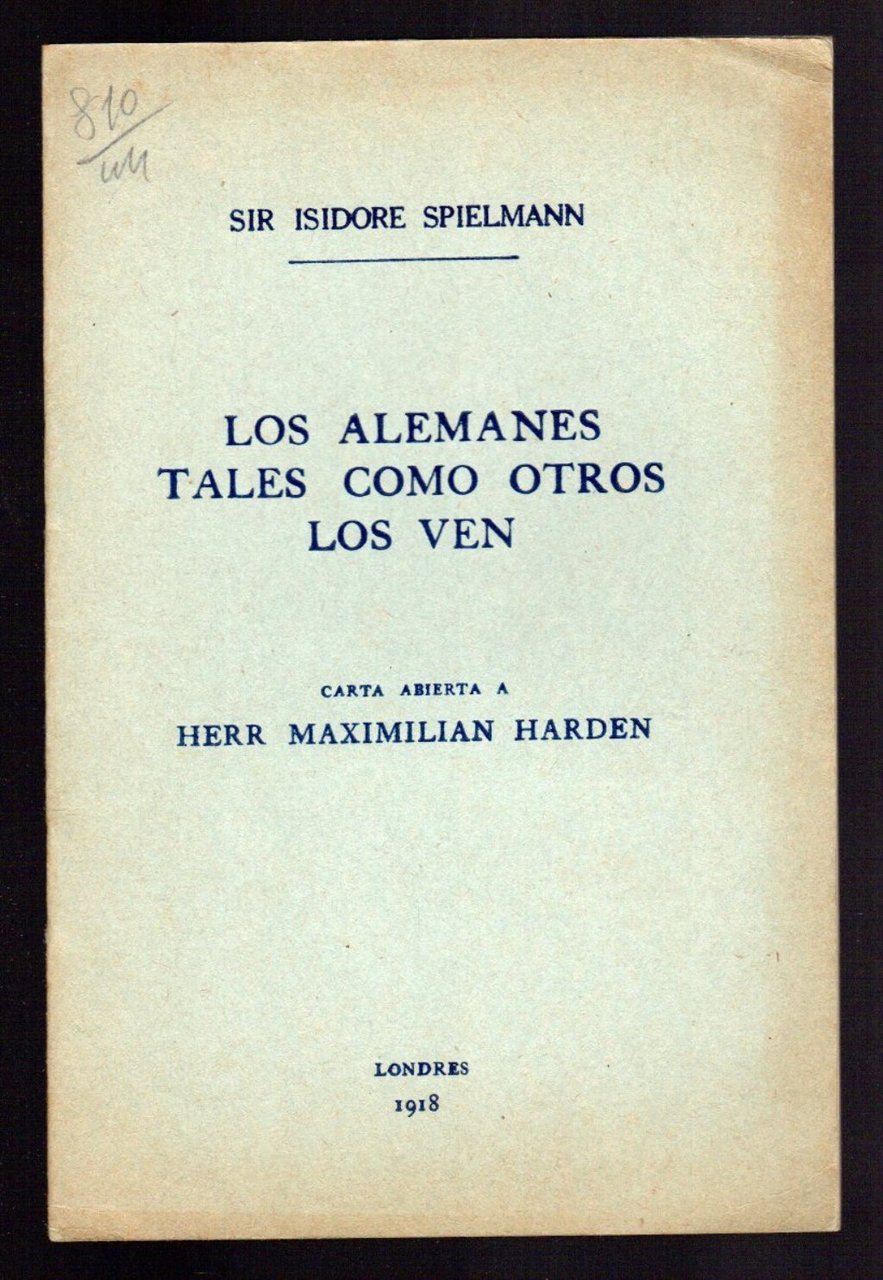 810
SIR ISIDORE SPIELMANN
LOS ALEMANES
TALES COMO OTROS
LOS VEN
CARTA ABIERTA A
HERR MAXIMILIAN HARDEN
LONDRES
1918